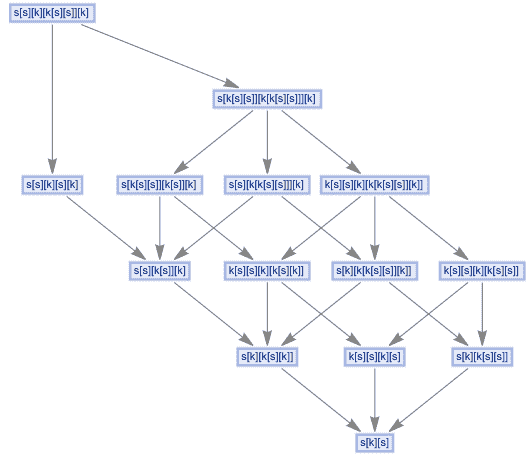 s[s][k][k[s][s]][k]
s[k[s][s]][k[k[s][s]]][k]
s[s][k][s][k]
s[k[s][s]][k[s]][k]
s[s][k[k[s][s]]][k]
k[s][s][k][k[k[s][s]][k]]
s[s][k[s]][k]
k[s][s][k][k[s][k]]
s[k][k[k[s][s]][k]]
k[s][s][k][k[s][s]]
s[k][k[s][k]]
k[s][s][k][s]
s[k][k[s][s]]
s[k][s]